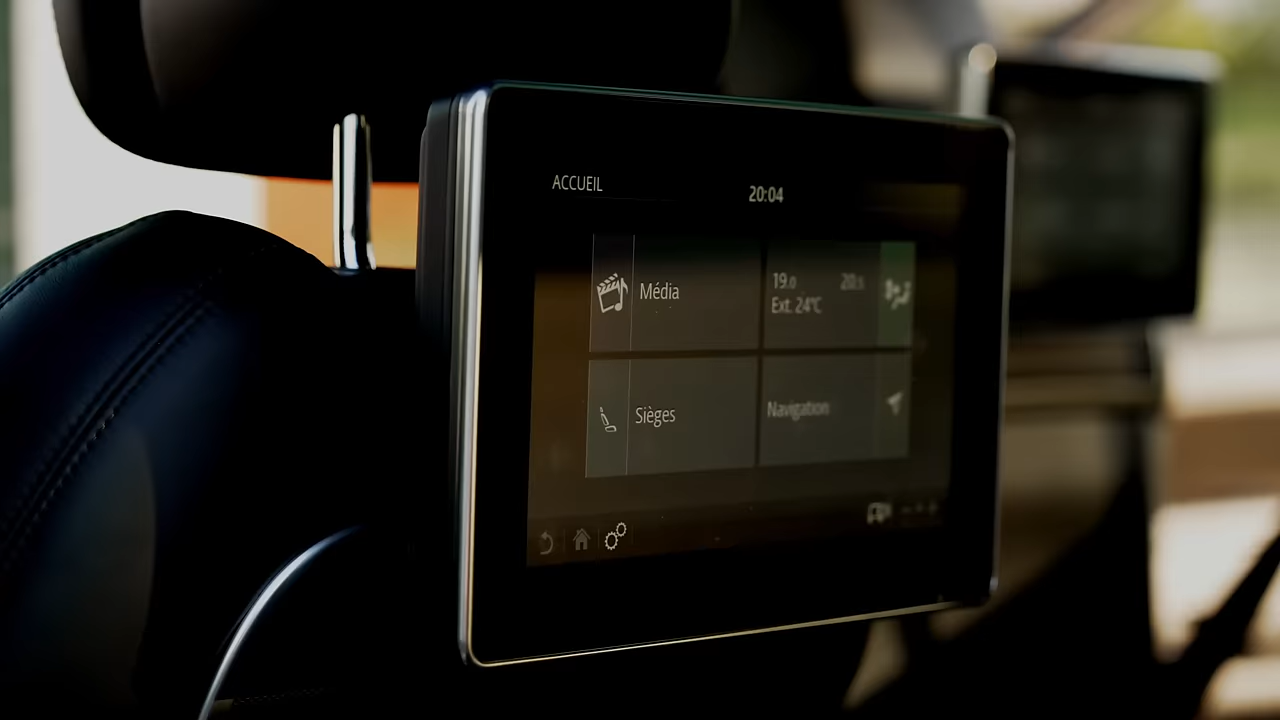 ACCUEIL
20:04
Média
19.0 20.5
Ext. 24°C
Sièges
Navigation